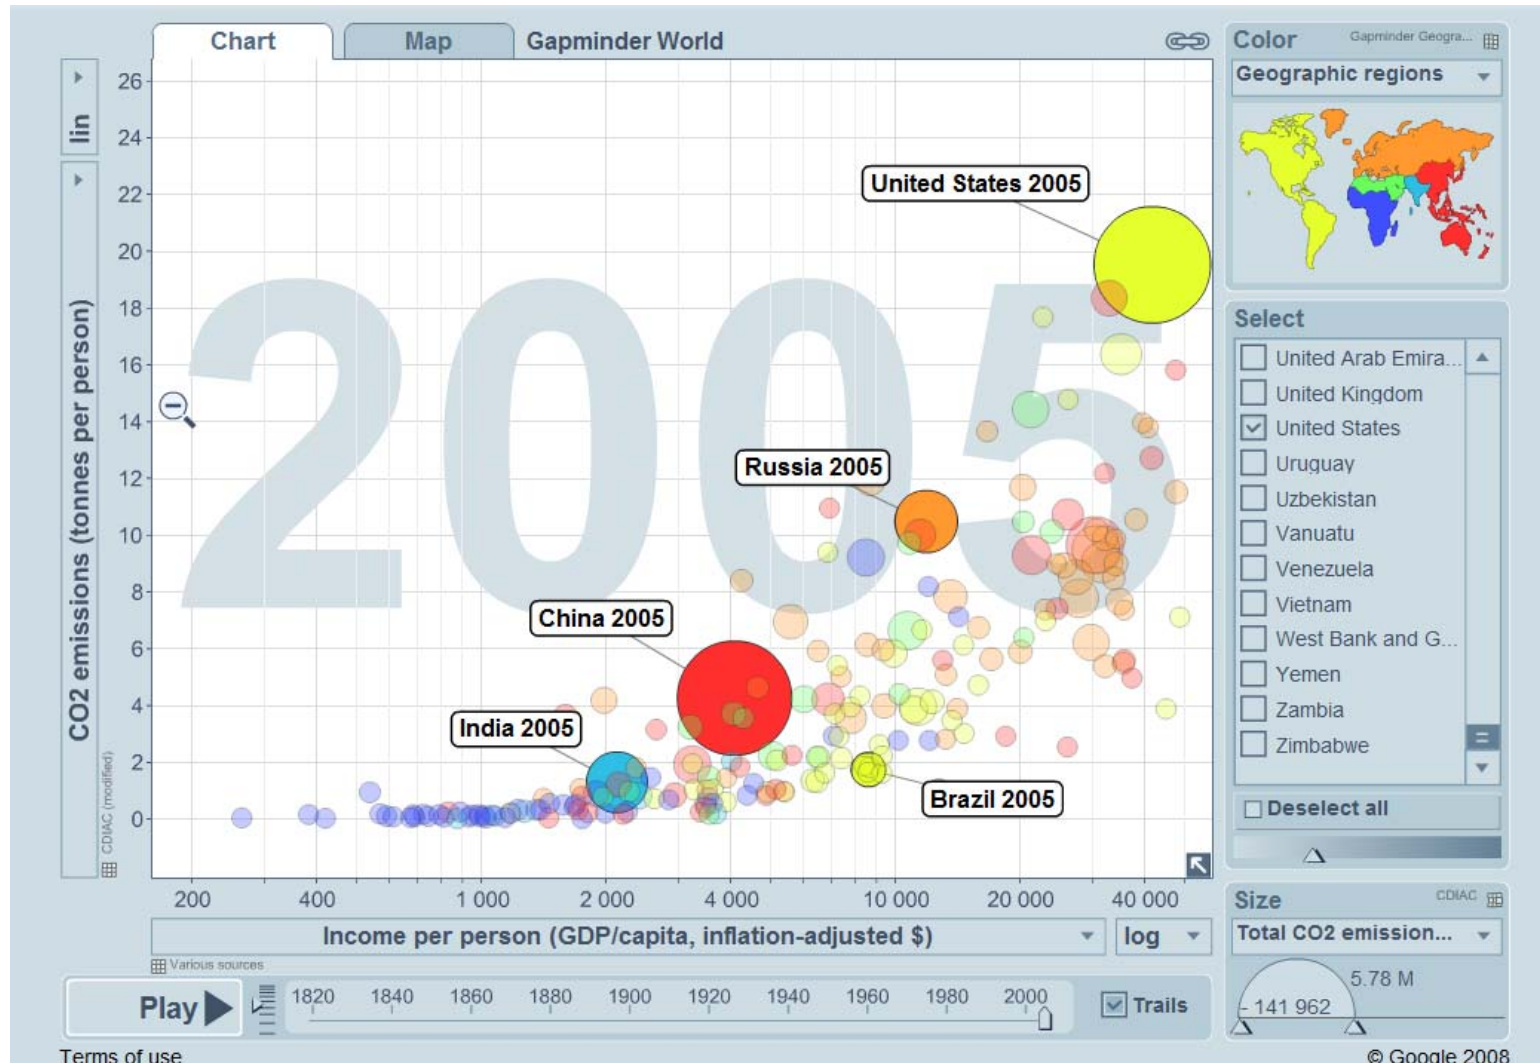 Chart
Map
Gapminder World
Color
Gapminder Geogra...
Geographic regions
lin
CO2 emissions (tonnes per person)
CDIAC (modified)
26
24
22
20
18
16
14
12
10
8
6
4
2
0
2005
United States 2005
Russia 2005
China 2005
India 2005
Brazil 2005
Select
United Arab Emira...
United Kingdom
United States
Uruguay
Uzbekistan
Vanuatu
Venezuela
Vietnam
West Bank and G...
Yemen
Zambia
Zimbabwe
Deselect all
200 400 1 000 2 000 4 000 10 000 20 000 40 000
Income per person (GDP/capita, inflation-adjusted $)
log
Various sources
Size
CDIAC
Total CO2 emission...
5.78 M
- 141 962
Play
1820 1840 1860 1880 1900 1920 1940 1960 1980 2000
Trails
Terms of use
© Google 2008